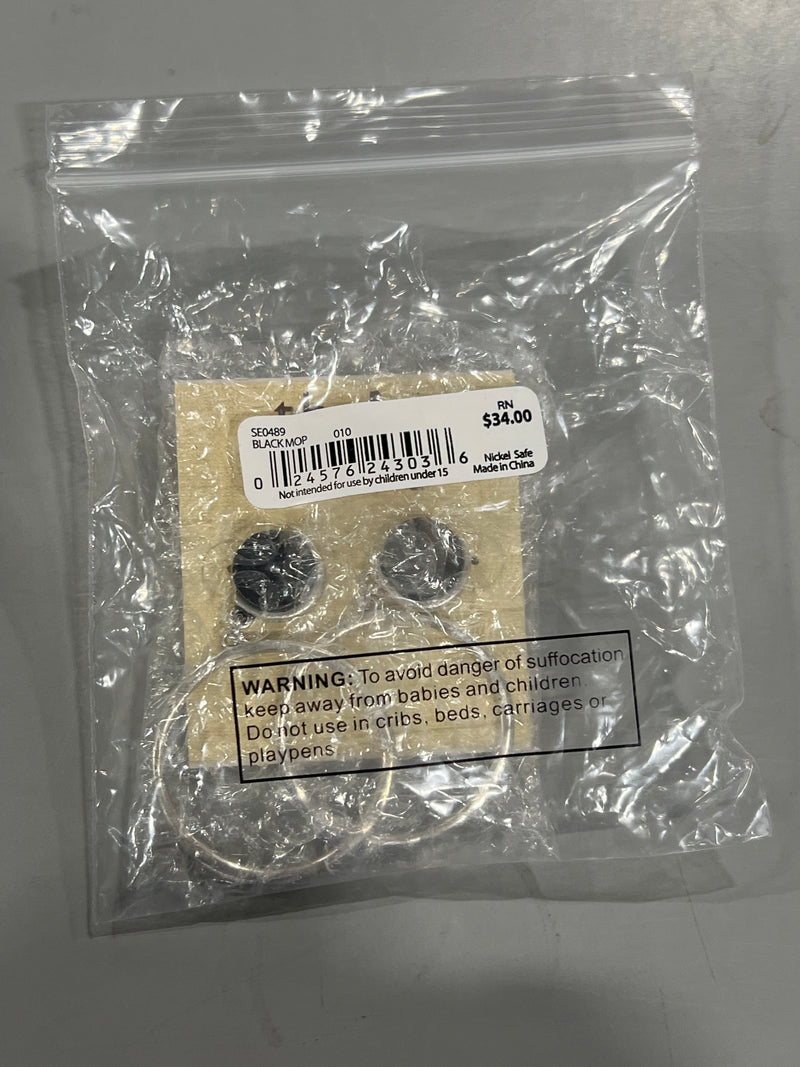 SE0489
BLACK MOP 010
RN
$34.00
0 24576 24303 6
Nickel Safe
Made in China
Not intended for use by children under 15
WARNING: To avoid danger of suffocation
keep away from babies and children.
Do not use in cribs, beds, carriages or
playpens